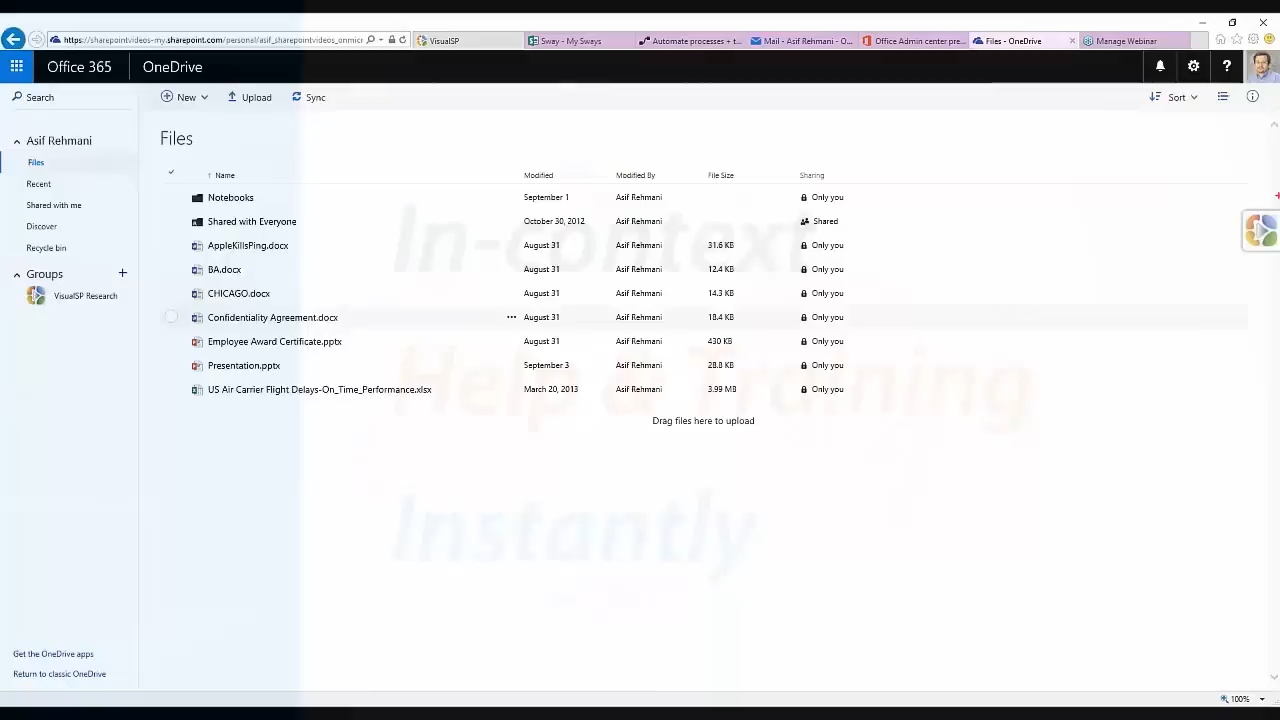 https://sharepointvideos-my.sharepoint.com/personal/asif_sharepointvideos_onmicr
VisualSP
Sway - My Sways
Automate processes + t...
Mail - Asif Rehmani - O...
Office Admin center pre...
Files - OneDrive
Manage Webinar
Office 365
OneDrive
?
Search
New
Upload
Sync
Sort
Asif Rehmani
Files
Recent
Shared with me
Discover
Recycle bin
Groups +
VisualSP Research
Get the OneDrive apps
Return to classic OneDrive
Files
Name Modified Modified By File Size Sharing
Notebooks September 1 Asif Rehmani Only you
Shared with Everyone October 30, 2012 Asif Rehmani Shared
AppleKillsPing.docx August 31 Asif Rehmani 31.6 KB Only you
BA.docx August 31 Asif Rehmani 12.4 KB Only you
CHICAGO.docx August 31 Asif Rehmani 14.3 KB Only you
Confidentiality Agreement.docx ... August 31 Asif Rehmani 18.4 KB Only you
Employee Award Certificate.pptx August 31 Asif Rehmani 430 KB Only you
Presentation.pptx September 3 Asif Rehmani 28.8 KB Only you
US Air Carrier Flight Delays-On_Time_Performance.xlsx March 20, 2013 Asif Rehmani 3.99 MB Only you
Drag files here to upload
In-context
Help & Training
Instantly
100%